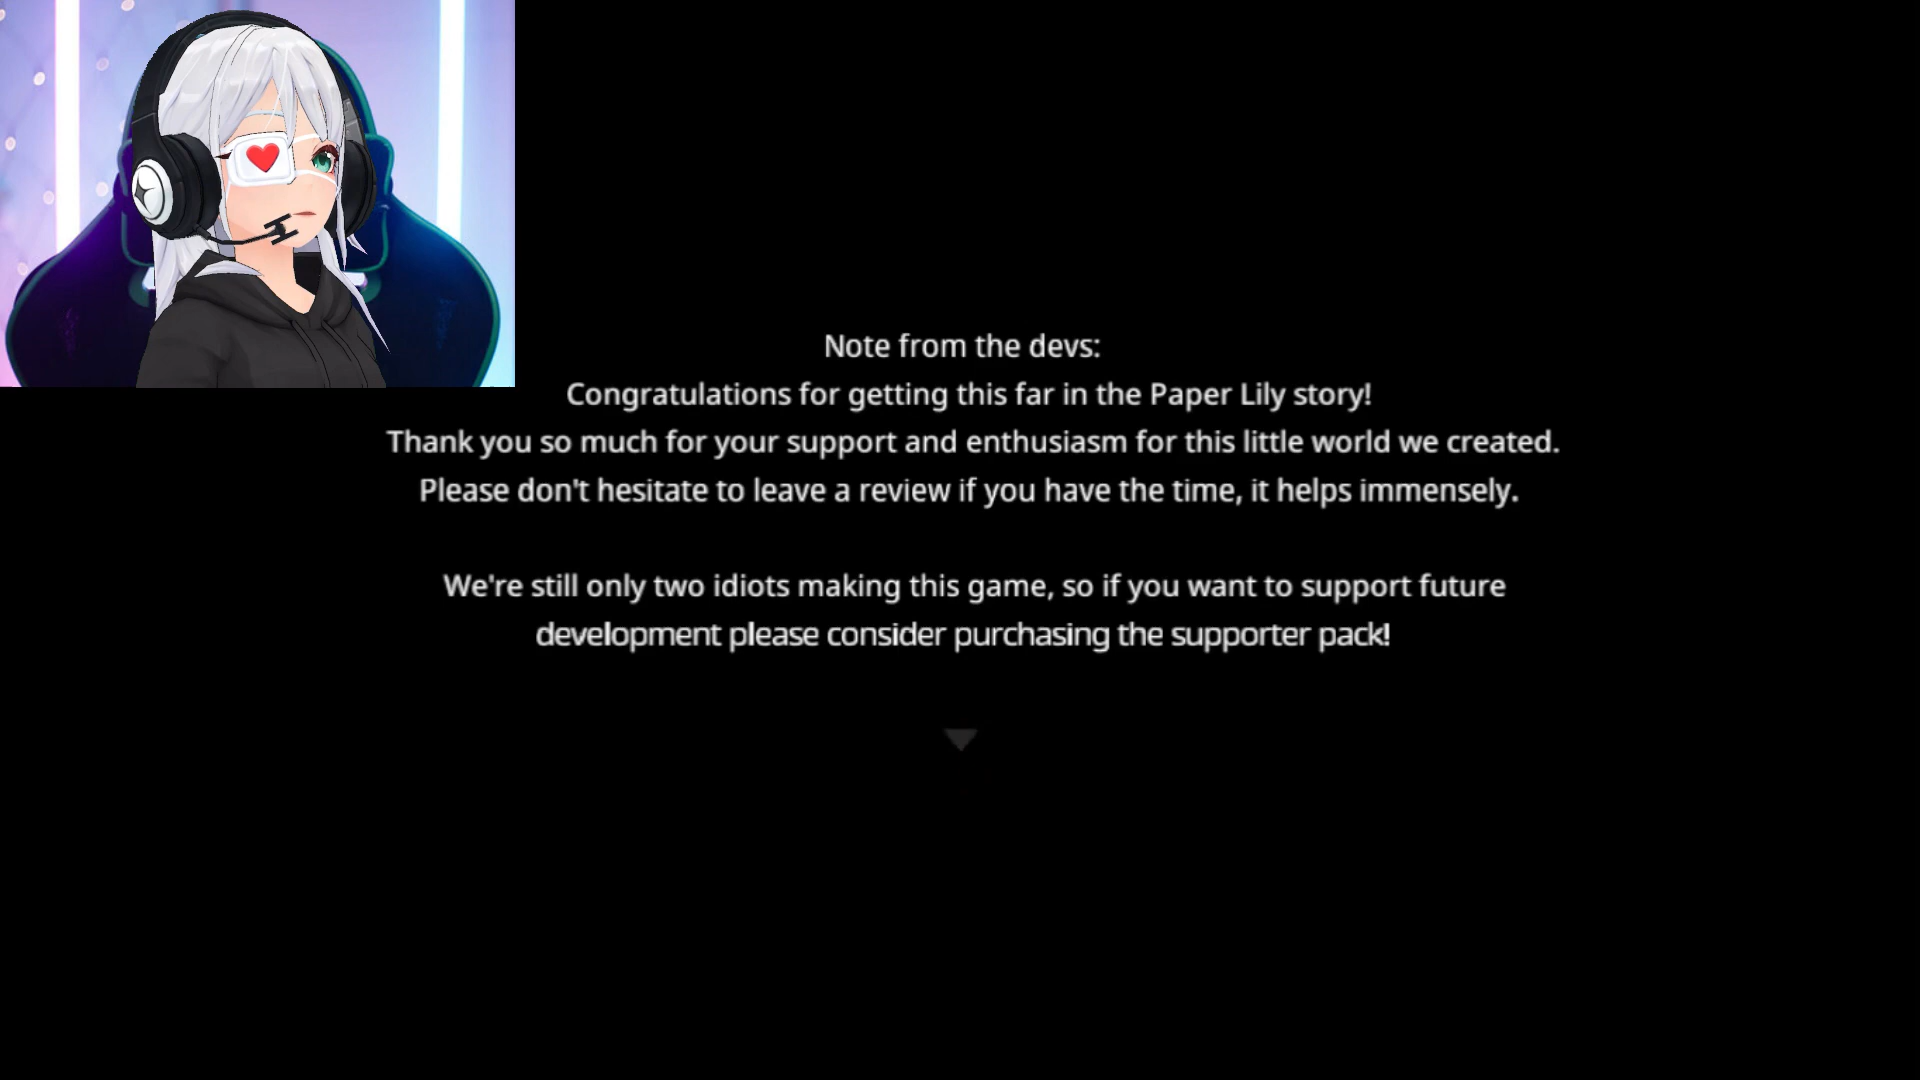 Note from the devs:
Congratulations for getting this far in the Paper Lily story!
Thank you so much for your support and enthusiasm for this little world we created.
Please don't hesitate to leave a review if you have the time, it helps immensely.
We're still only two idiots making this game, so if you want to support future
development please consider purchasing the supporter pack!